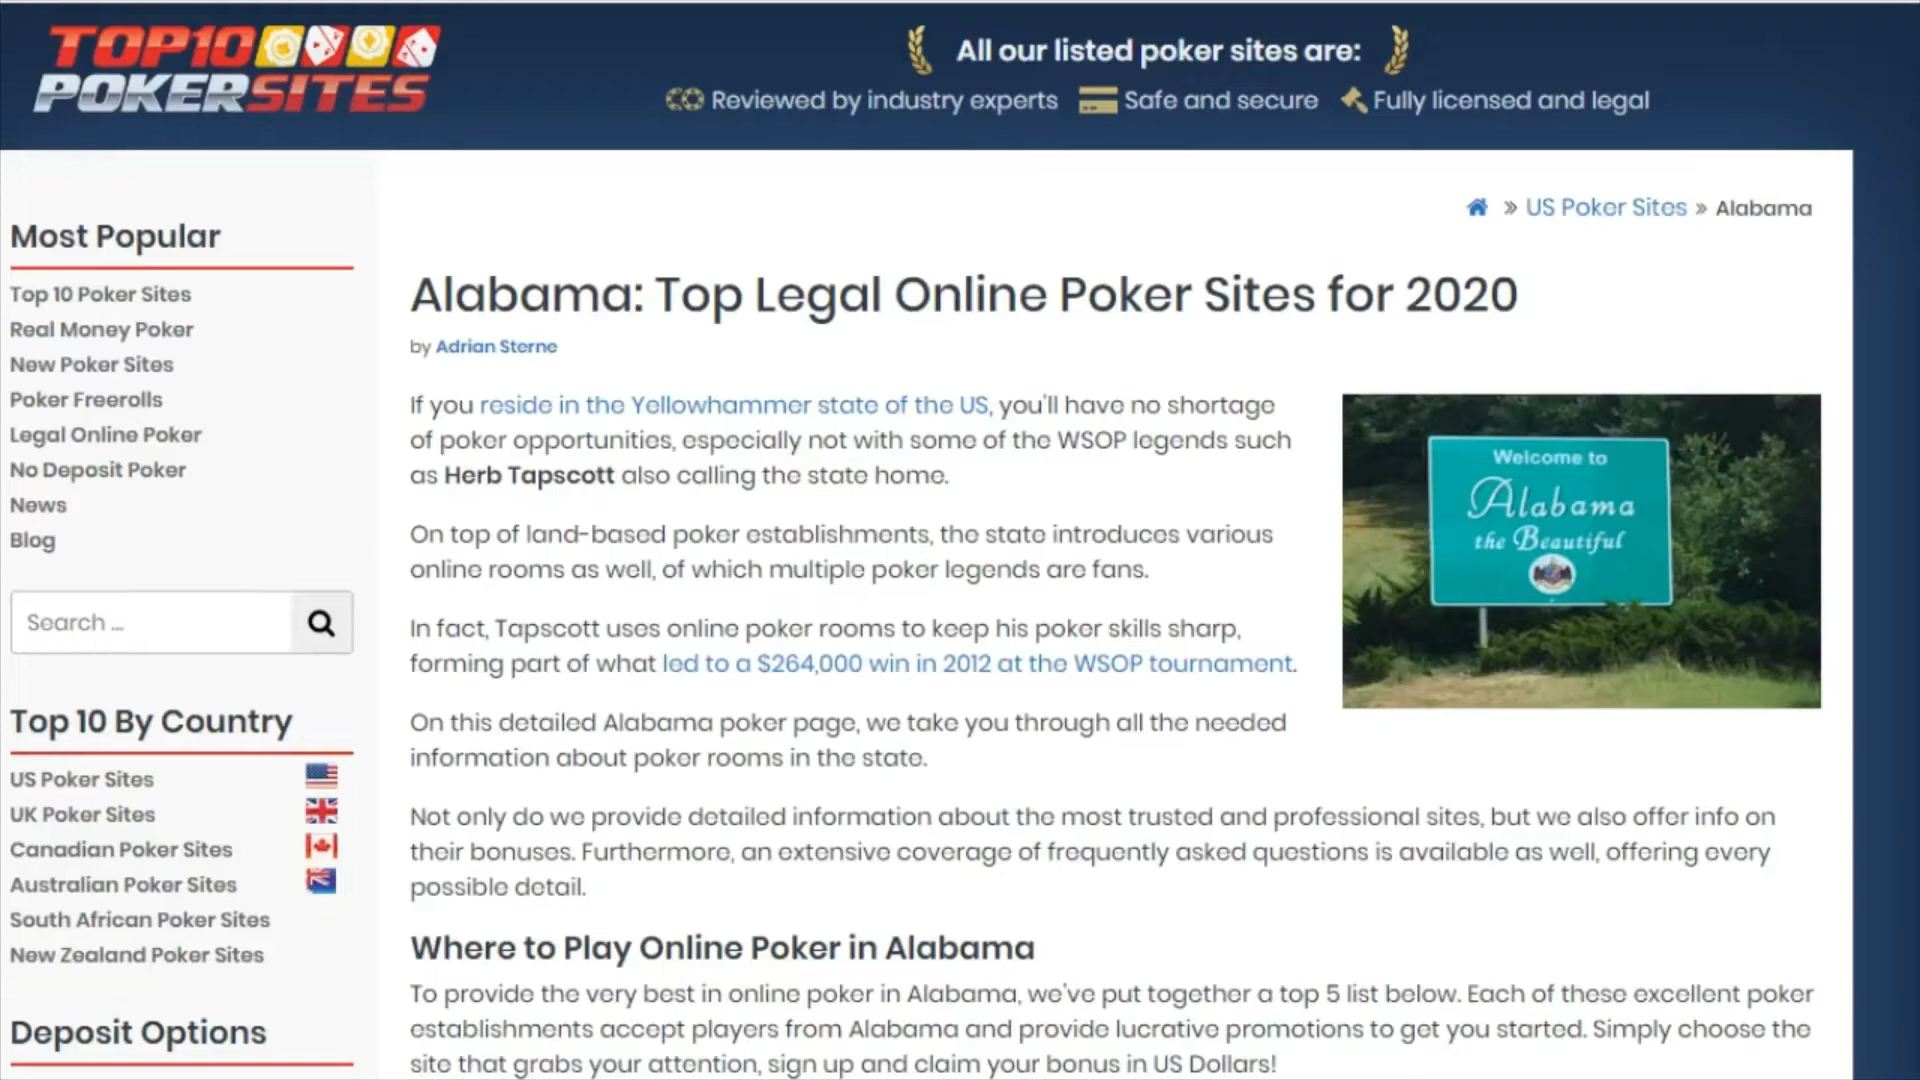 TOP10
POKERSITES
All our listed poker sites are:
Reviewed by industry experts
Safe and secure
Fully licensed and legal
Most Popular
Top 10 Poker Sites
Real Money Poker
New Poker Sites
Poker Freerolls
Legal Online Poker
No Deposit Poker
News
Blog
Search ...
Top 10 By Country
US Poker Sites
UK Poker Sites
Canadian Poker Sites
Australian Poker Sites
South African Poker Sites
New Zealand Poker Sites
Deposit Options
» US Poker Sites » Alabama
Alabama: Top Legal Online Poker Sites for 2020
by Adrian Sterne
If you reside in the Yellowhammer state of the US, you'll have no shortage
of poker opportunities, especially not with some of the WSOP legends such
as Herb Tapscott also calling the state home.
On top of land-based poker establishments, the state introduces various
online rooms as well, of which multiple poker legends are fans.
In fact, Tapscott uses online poker rooms to keep his poker skills sharp,
forming part of what led to a $264,000 win in 2012 at the WSOP tournament.
On this detailed Alabama poker page, we take you through all the needed
information about poker rooms in the state.
Welcome to
Alabama
the Beautiful
Not only do we provide detailed information about the most trusted and professional sites, but we also offer info on
their bonuses. Furthermore, an extensive coverage of frequently asked questions is available as well, offering every
possible detail.
Where to Play Online Poker in Alabama
To provide the very best in online poker in Alabama, we've put together a top 5 list below. Each of these excellent poker
establishments accept players from Alabama and provide lucrative promotions to get you started. Simply choose the
site that grabs your attention, sign up and claim your bonus in US Dollars!